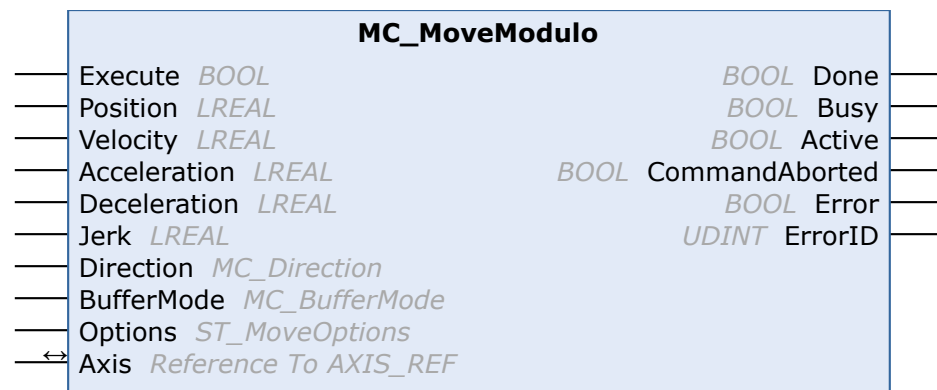 MC_MoveModulo
Execute BOOL BOOL Done
Position LREAL BOOL Busy
Velocity LREAL BOOL Active
Acceleration LREAL BOOL CommandAborted
Deceleration LREAL BOOL Error
Jerk LREAL UDINT ErrorID
Direction MC_Direction
BufferMode MC_BufferMode
Options ST_MoveOptions
↔ Axis Reference To AXIS_REF